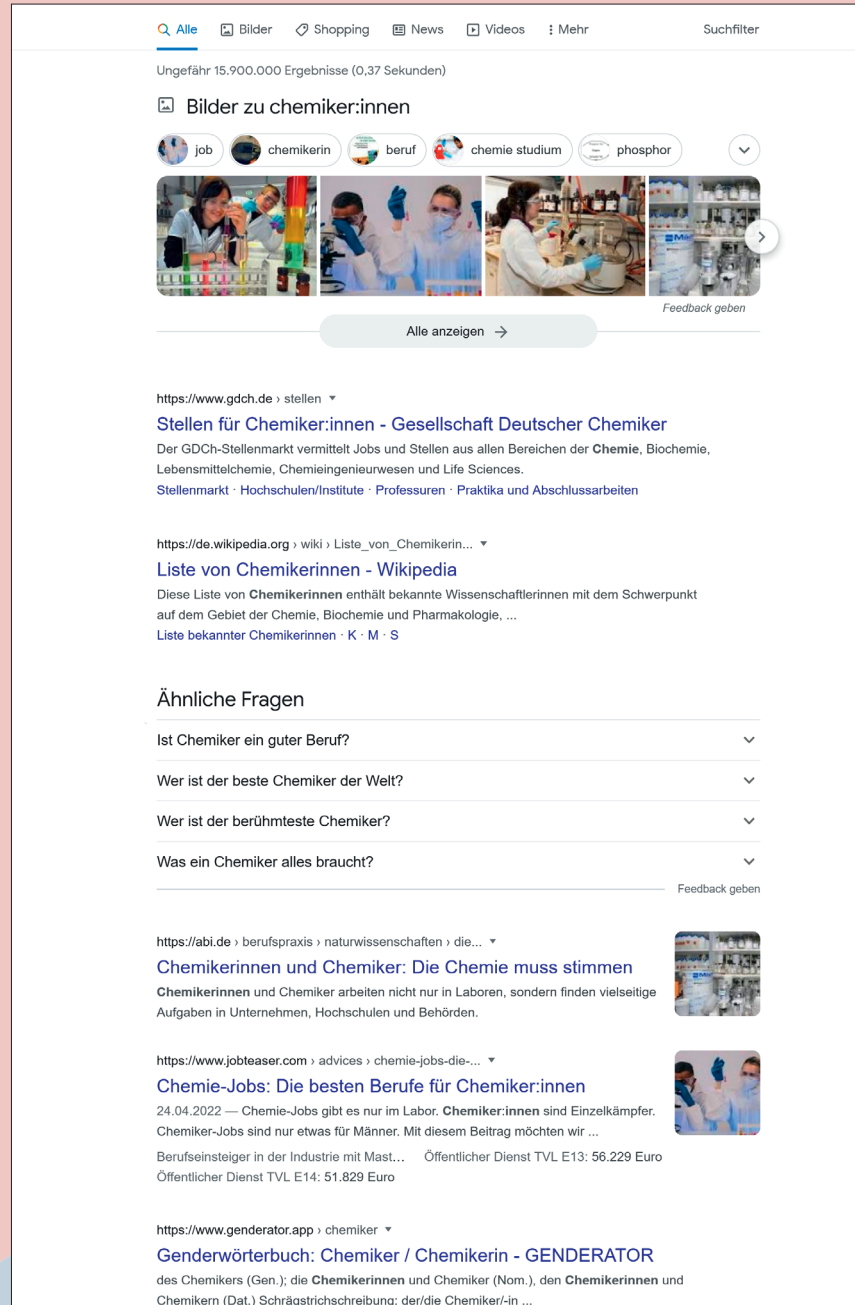 Alle Bilder Shopping News Videos Mehr Suchfilter
Ungefähr 15.900.000 Ergebnisse (0,37 Sekunden)
Bilder zu chemiker:innen
job chemikerin beruf chemie studium phosphor
Feedback geben
Alle anzeigen →
https://www.gdch.de › stellen
Stellen für Chemiker:innen - Gesellschaft Deutscher Chemiker
Der GDCh-Stellenmarkt vermittelt Jobs und Stellen aus allen Bereichen der Chemie, Biochemie,
Lebensmittelchemie, Chemieingenieurwesen und Life Sciences.
Stellenmarkt · Hochschulen/Institute · Professuren · Praktika und Abschlussarbeiten
https://de.wikipedia.org › wiki › Liste_von_Chemikerin...
Liste von Chemikerinnen - Wikipedia
Diese Liste von Chemikerinnen enthält bekannte Wissenschaftlerinnen mit dem Schwerpunkt
auf dem Gebiet der Chemie, Biochemie und Pharmakologie, ...
Liste bekannter Chemikerinnen · K · M · S
Ähnliche Fragen
Ist Chemiker ein guter Beruf?
Wer ist der beste Chemiker der Welt?
Wer ist der berühmteste Chemiker?
Was ein Chemiker alles braucht?
Feedback geben
https://abi.de › berufspraxis › naturwissenschaften › die...
Chemikerinnen und Chemiker: Die Chemie muss stimmen
Chemikerinnen und Chemiker arbeiten nicht nur in Laboren, sondern finden vielseitige
Aufgaben in Unternehmen, Hochschulen und Behörden.
https://www.jobteaser.com › advices › chemie-jobs-die-...
Chemie-Jobs: Die besten Berufe für Chemiker:innen
24.04.2022 — Chemie-Jobs gibt es nur im Labor. Chemiker:innen sind Einzelkämpfer.
Chemiker-Jobs sind nur etwas für Männer. Mit diesem Beitrag möchten wir ...
Berufseinsteiger in der Industrie mit Mast... Öffentlicher Dienst TVL E13: 56.229 Euro
Öffentlicher Dienst TVL E14: 51.829 Euro
https://www.genderator.app › chemiker
Genderwörterbuch: Chemiker / Chemikerin - GENDERATOR
des Chemikers (Gen.); die Chemikerinnen und Chemiker (Nom.), den Chemikerinnen und
Chemikern (Dat.) Schrägstrichschreibung: der/die Chemiker/-in ...